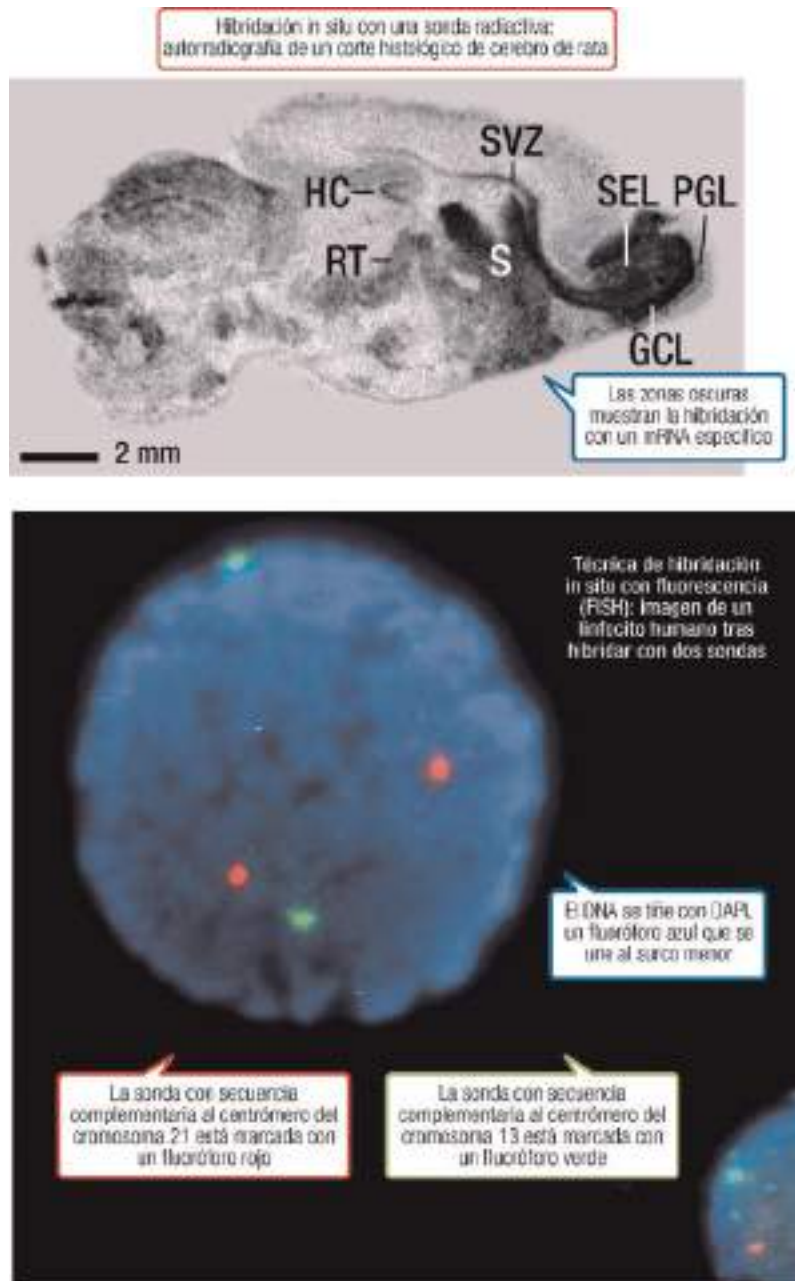 Hibridación in situ con una sonda radiactiva:
autorradiografía de un corte histológico de cerebro de rata
SVZ
HC
SEL PGL
RT
S
GCL
Las zonas oscuras
muestran la hibridación
con un mRNA específico
2 mm
Técnica de hibridación
in situ con fluorescencia
(FISH): imagen de un
linfocito humano tras
hibridar con dos sondas
El DNA se tiñe con DAPI,
un fluoróforo azul que se
une al surco menor
La sonda con secuencia
complementaria al centrómero del
cromosoma 21 está marcada con
un fluoróforo rojo
La sonda con secuencia
complementaria al centrómero del
cromosoma 13 está marcada con
un fluoróforo verde